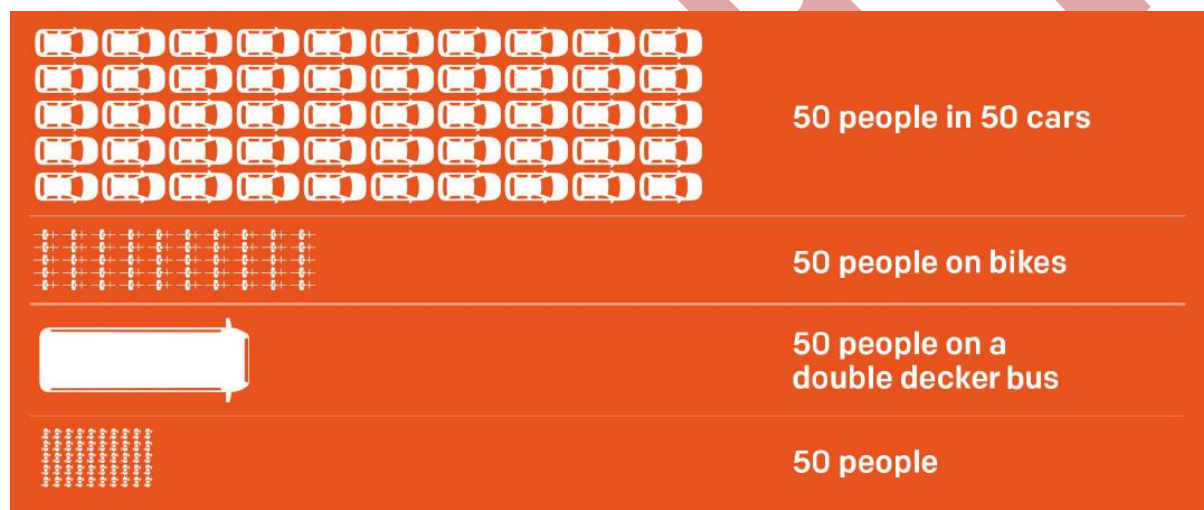 50 people in 50 cars
50 people on bikes
50 people on a
double decker bus
50 people